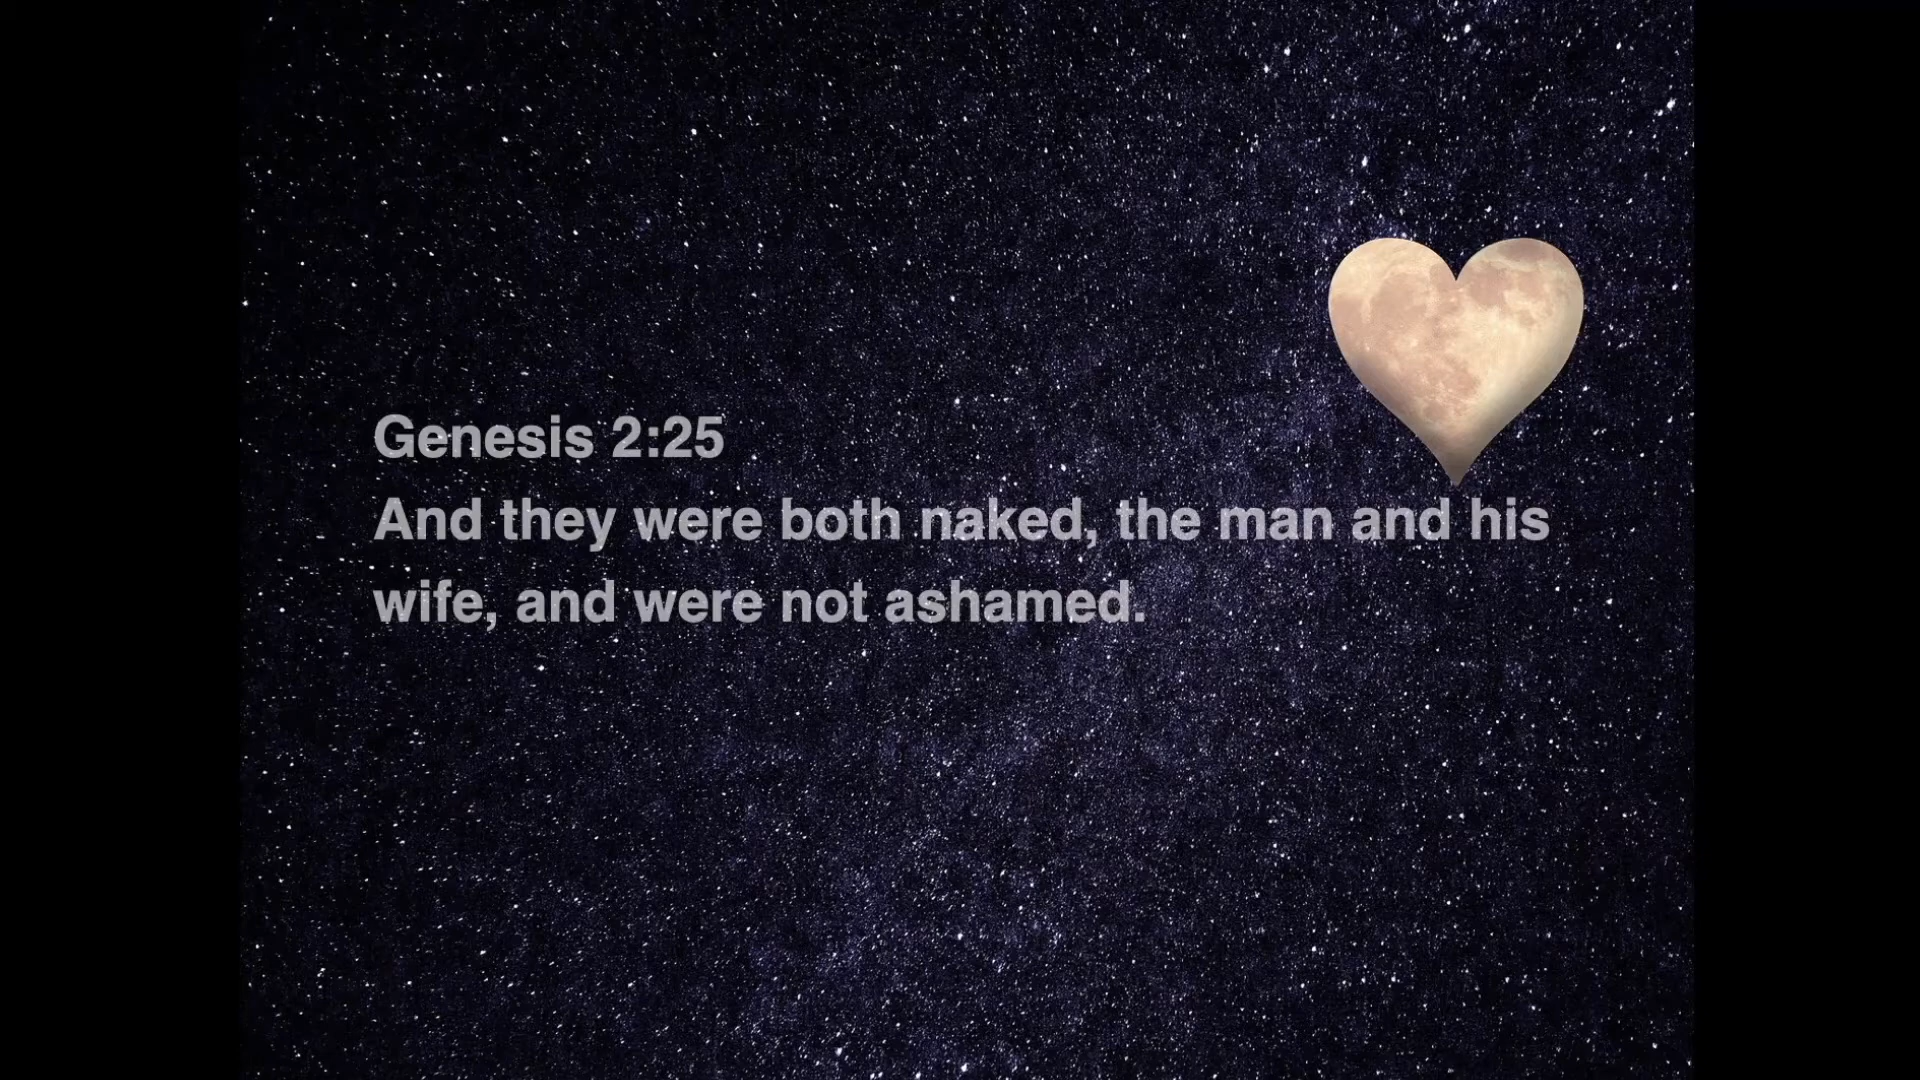 Genesis 2:25
And they were both naked, the man and his
wife, and were not ashamed.